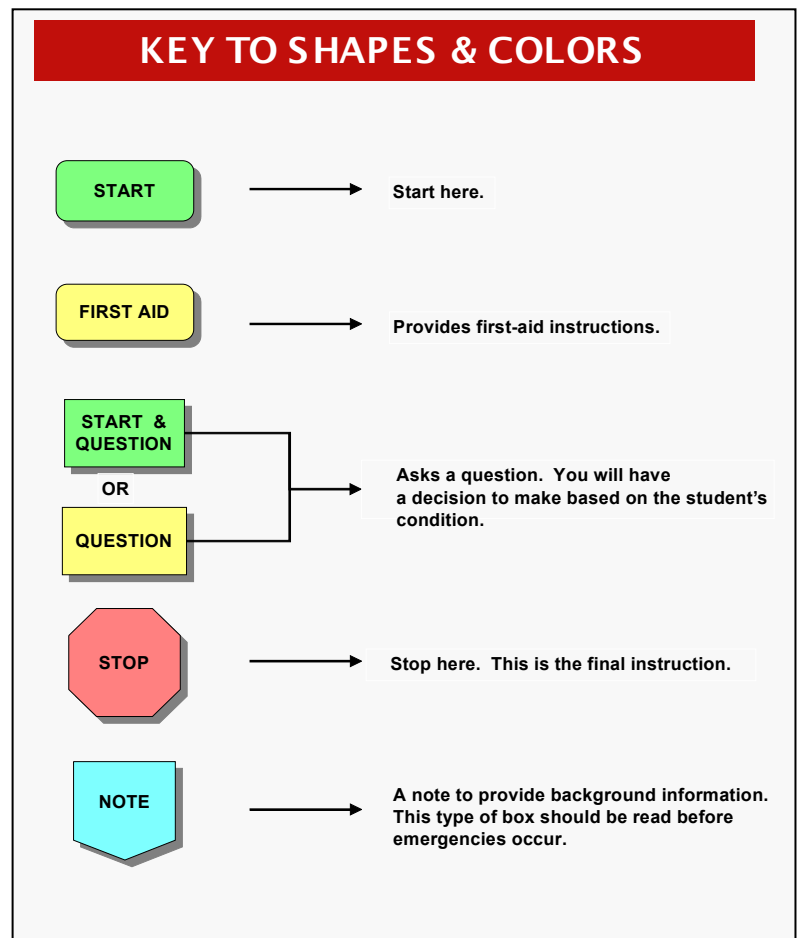 KEY TO SHAPES & COLORS
START
Start here.
FIRST AID
Provides first-aid instructions.
START &
QUESTION
OR
QUESTION
Asks a question. You will have
a decision to make based on the student's
condition.
STOP
Stop here. This is the final instruction.
NOTE
A note to provide background information.
This type of box should be read before
emergencies occur.